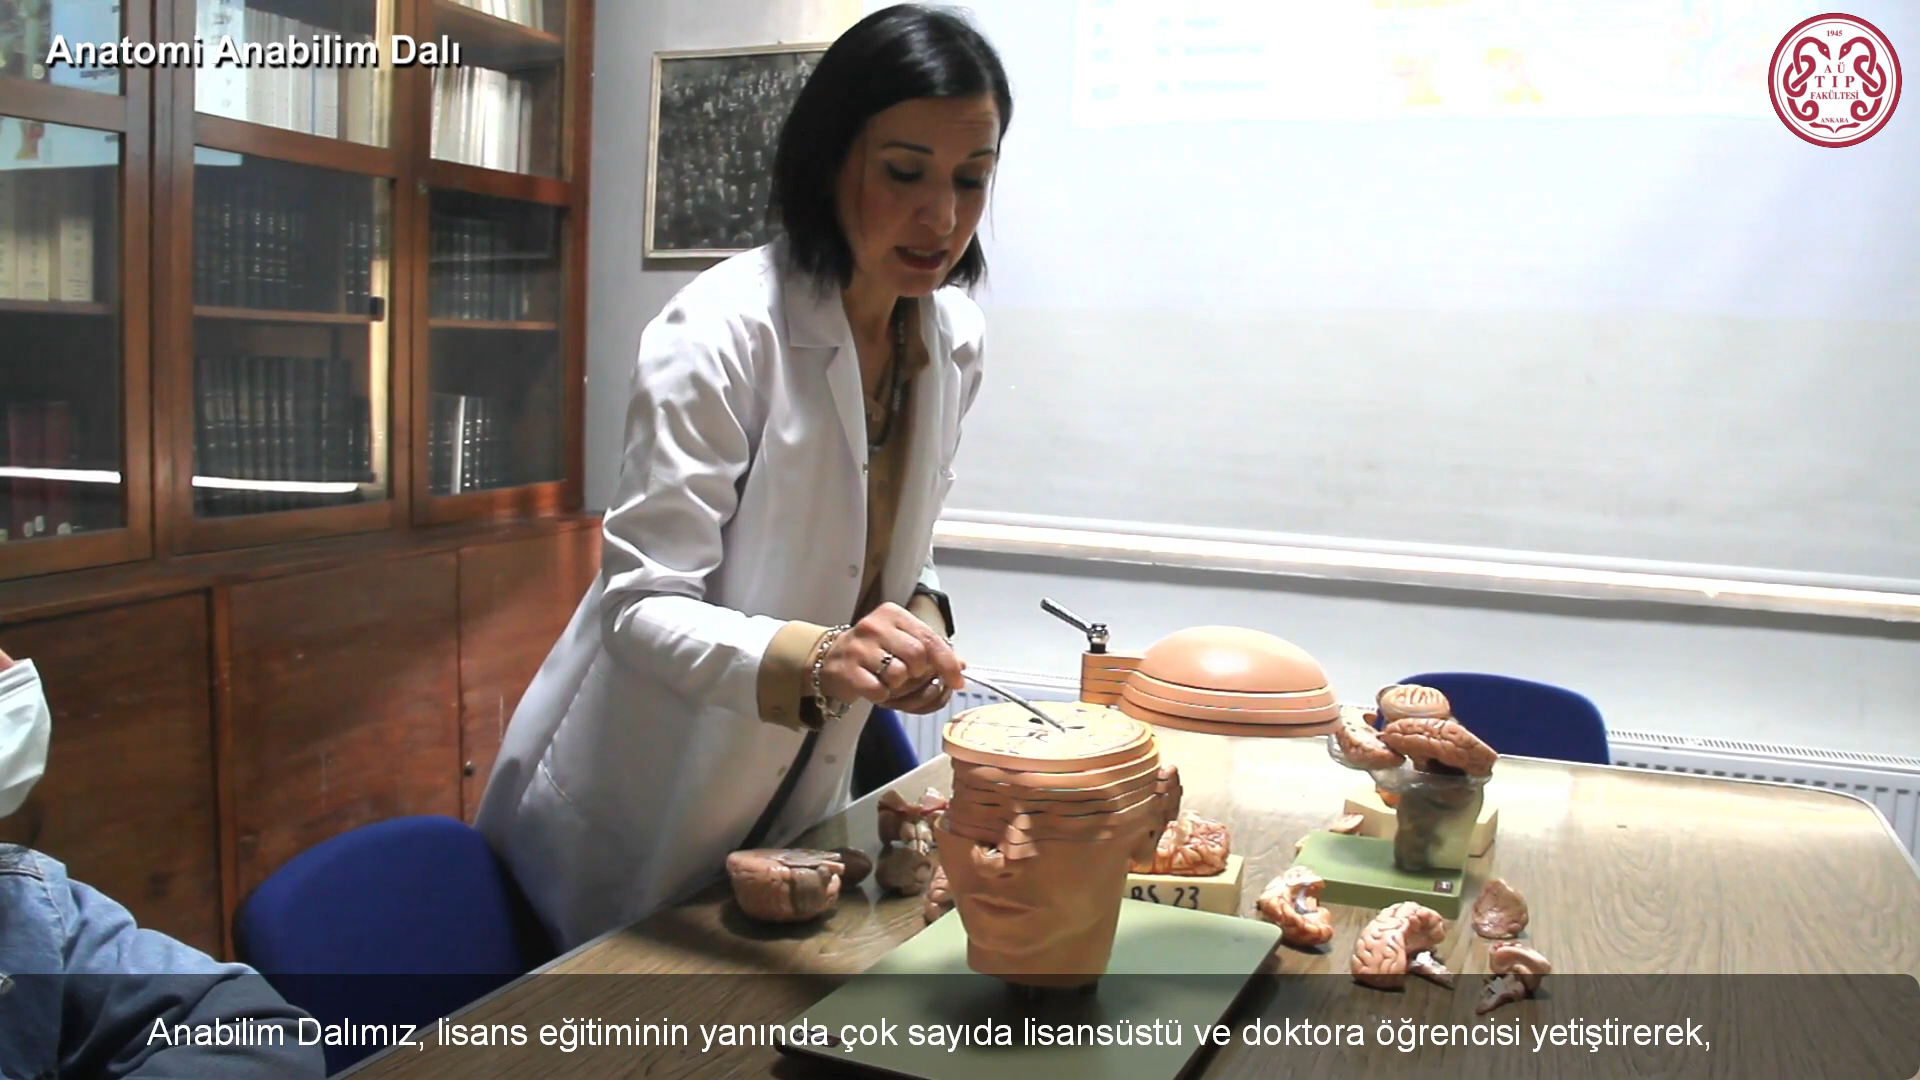 Anatomi Anabilim Dalı
1945
A Ü
TIP
FAKÜLTESİ
ANKARA
BS 23
Anabilim Dalımız, lisans eğitiminin yanında çok sayıda lisansüstü ve doktora öğrencisi yetiştirerek,